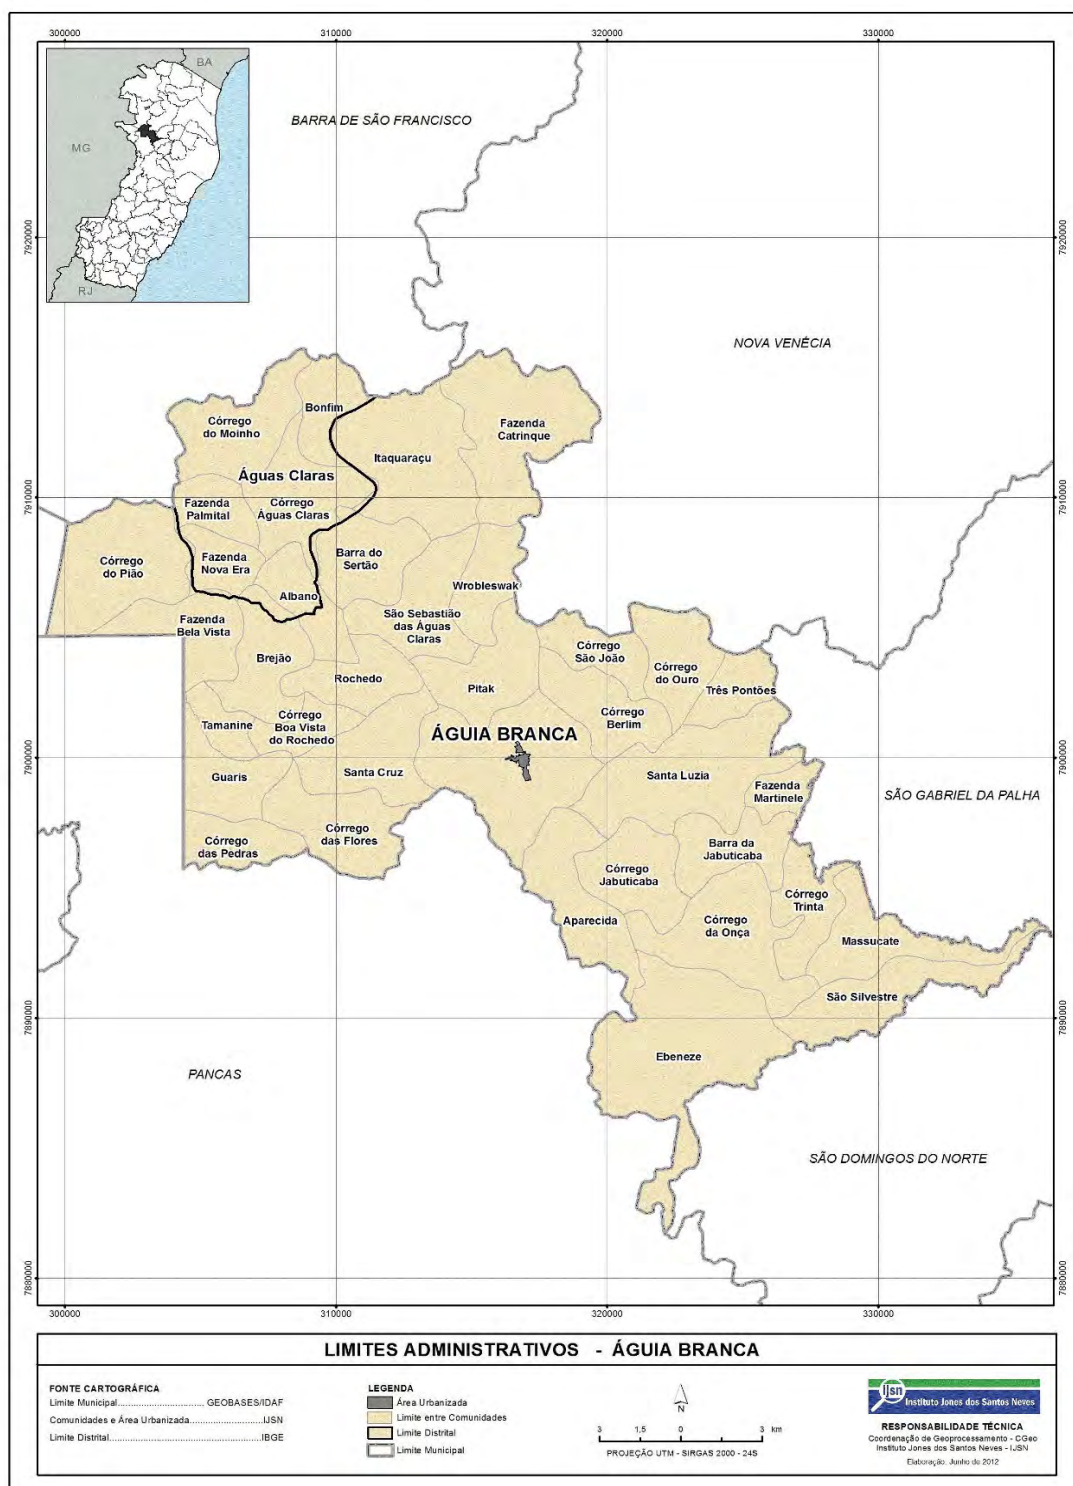 300000
310000
320000
330000
BA
MG
RJ
BARRA DE SÃO FRANCISCO
7920000
7920000
NOVA VENÉCIA
Bonfim
Córrego
do Moinho
Fazenda
Catrinque
Itaquaraçu
Águas Claras
7910000
7910000
Fazenda
Palmital
Córrego
Águas Claras
Córrego
do Pião
Fazenda
Nova Era
Barra do
Sertão
Wrobleswak
Albano
Fazenda
Bela Vista
São Sebastião
das Águas
Claras
Córrego
São João
Brejão
Córrego
do Ouro
Rochedo
Pitak
Três Pontões
Tamanine
Córrego
Boa Vista
do Rochedo
Córrego
Berlim
ÁGUIA BRANCA
7900000
7900000
Guaris
Santa Cruz
Santa Luzia
Fazenda
Martinele
SÃO GABRIEL DA PALHA
Córrego
das Pedras
Córrego
das Flores
Barra da
Jabuticaba
Córrego
Jabuticaba
Córrego
Trinta
Aparecida
Córrego
da Onça
Massucate
São Silvestre
7890000
7890000
Ebeneze
PANCAS
SÃO DOMINGOS DO NORTE
7880000
7880000
300000
310000
320000
330000
LIMITES ADMINISTRATIVOS - ÁGUIA BRANCA
FONTE CARTOGRÁFICA
Limite Municipal................................ GEOBASES/IDAF
Comunidades e Área Urbanizada...........................IJSN
Limite Distrital.......................................................IBGE
LEGENDA
Área Urbanizada
Limite entre Comunidades
Limite Distrital
Limite Municipal
N
3 1,5 0 3 km
PROJEÇÃO UTM - SIRGAS 2000 - 24S
ijsn
Instituto Jones dos Santos Neves
RESPONSABILIDADE TÉCNICA
Coordenação de Geoprocessamento - CGeo
Instituto Jones dos Santos Neves - IJSN
Elaboração: Junho de 2012